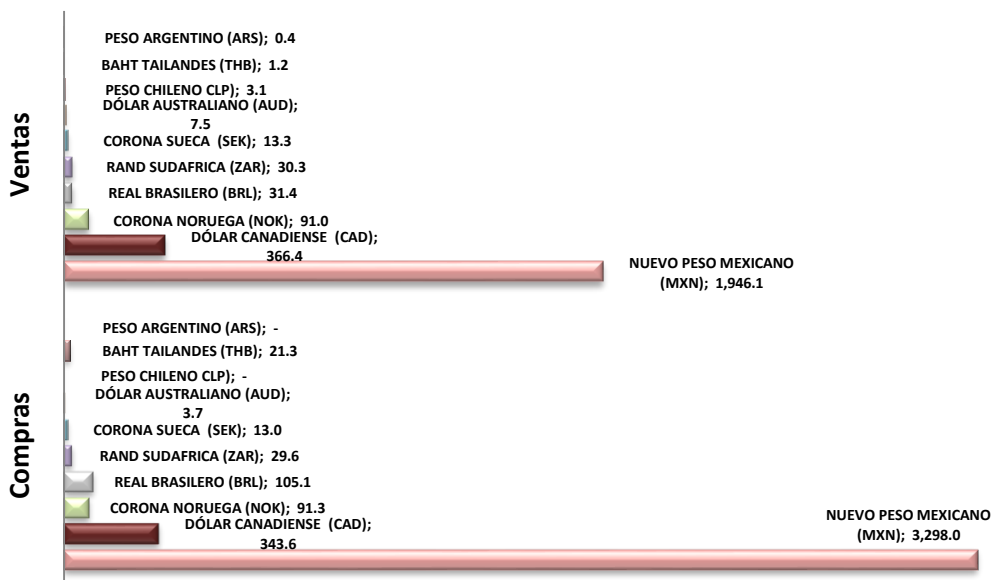 Ventas
PESO ARGENTINO (ARS); 0.4
BAHT TAILANDES (THB); 1.2
PESO CHILENO CLP); 3.1
DÓLAR AUSTRALIANO (AUD);
7.5
CORONA SUECA (SEK); 13.3
RAND SUDAFRICA (ZAR); 30.3
REAL BRASILERO (BRL); 31.4
CORONA NORUEGA (NOK); 91.0
DÓLAR CANADIENSE (CAD);
366.4
NUEVO PESO MEXICANO
(MXN); 1,946.1
Compras
PESO ARGENTINO (ARS); -
BAHT TAILANDES (THB); 21.3
PESO CHILENO CLP); -
DÓLAR AUSTRALIANO (AUD);
3.7
CORONA SUECA (SEK); 13.0
RAND SUDAFRICA (ZAR); 29.6
REAL BRASILERO (BRL); 105.1
CORONA NORUEGA (NOK); 91.3
DÓLAR CANADIENSE (CAD);
343.6
NUEVO PESO MEXICANO
(MXN); 3,298.0